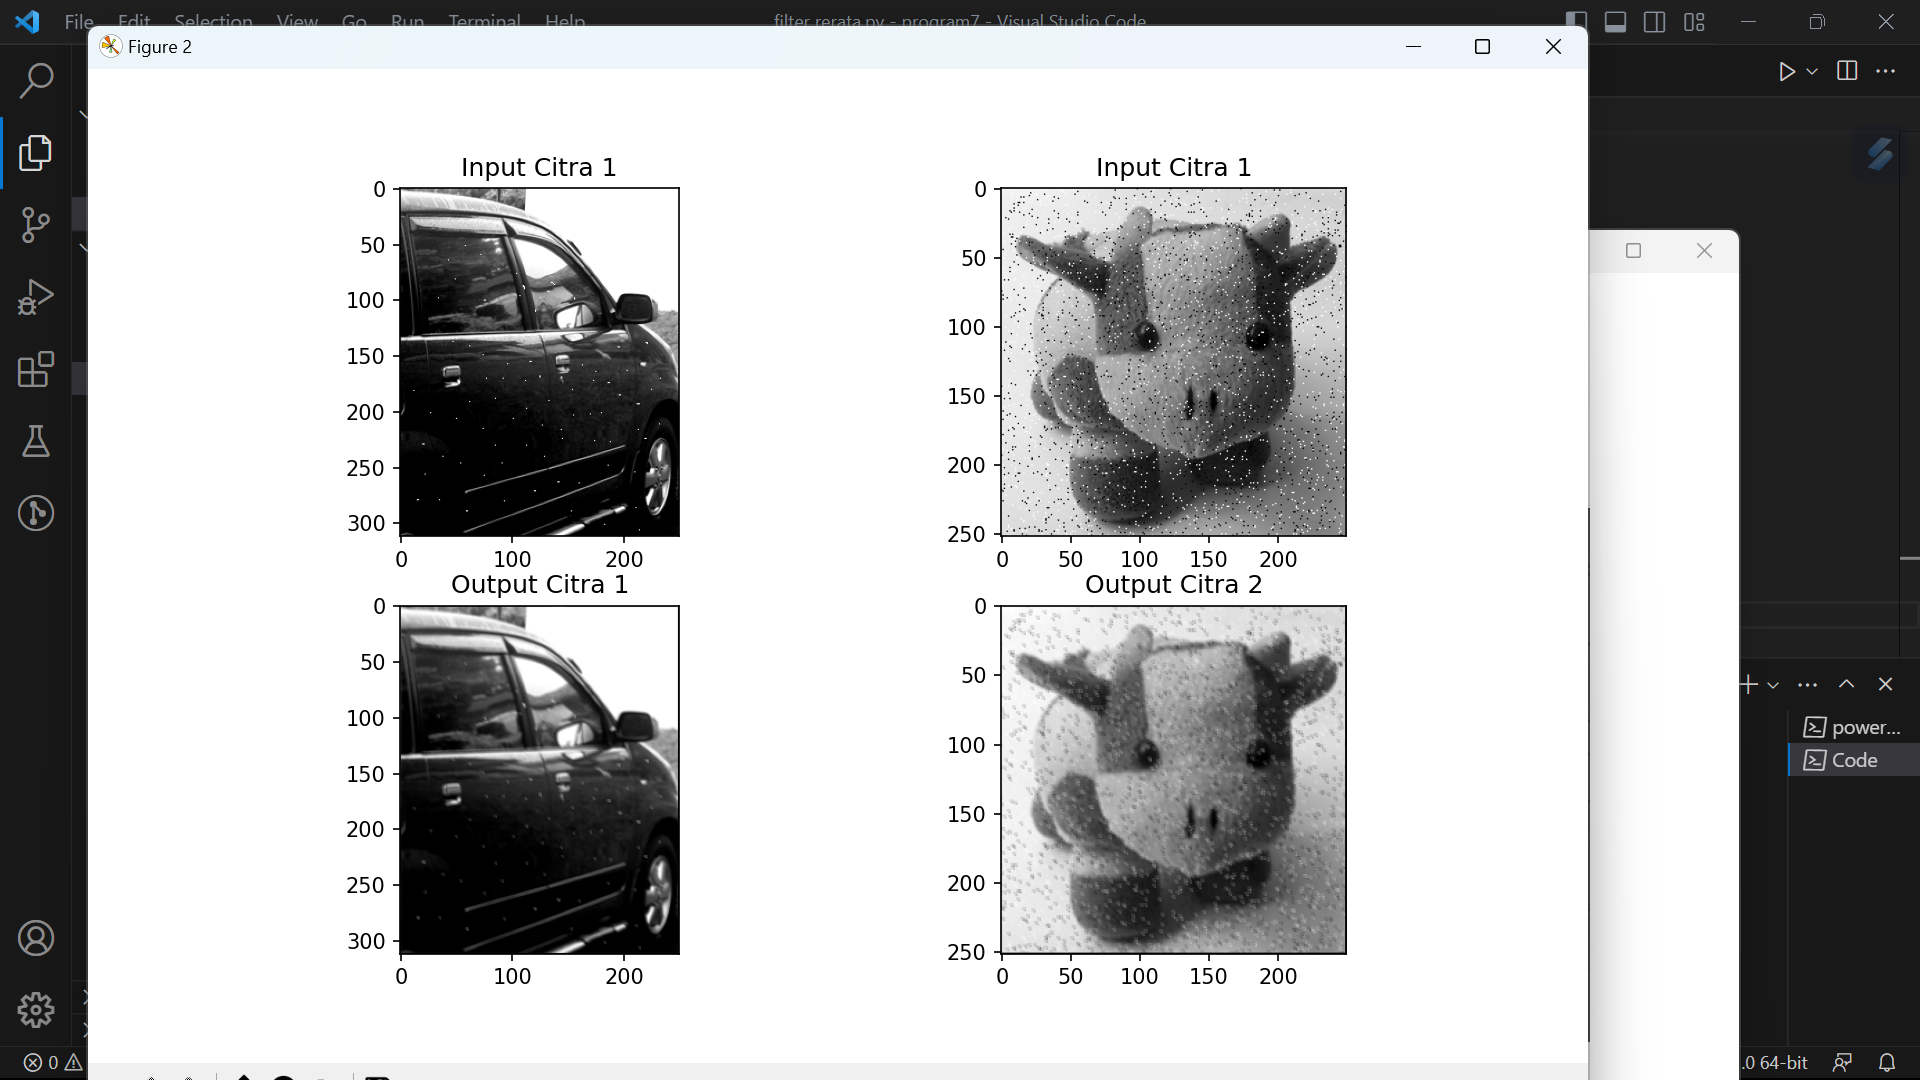 File Edit Selection View Go Run Terminal Help filter rerata.py - program7 - Visual Studio Code
Figure 2
Input Citra 1
0
50
100
150
200
250
300
0 100 200
Input Citra 1
0
50
100
150
200
250
0 50 100 150 200
Output Citra 1
0
50
100
150
200
250
300
0 100 200
Output Citra 2
0
50
100
150
200
250
0 50 100 150 200
power...
Code
0
.0 64-bit